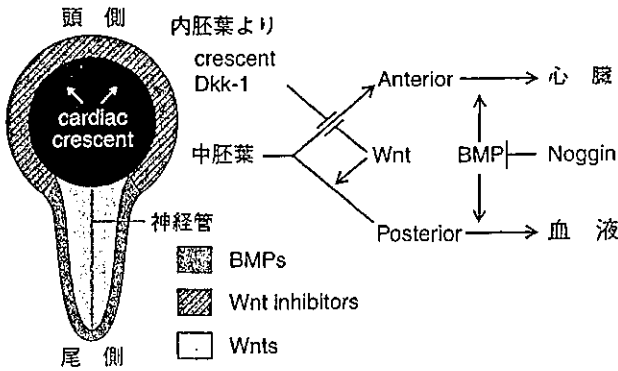 頭 側
cardiac
crescent
神経管
BMPs
Wnt inhibitors
Wnts
尾 側
内胚葉より
crescent
Dkk-1
中胚葉
Wnt
Anterior
心 臓
BMP
Noggin
Posterior
血 液